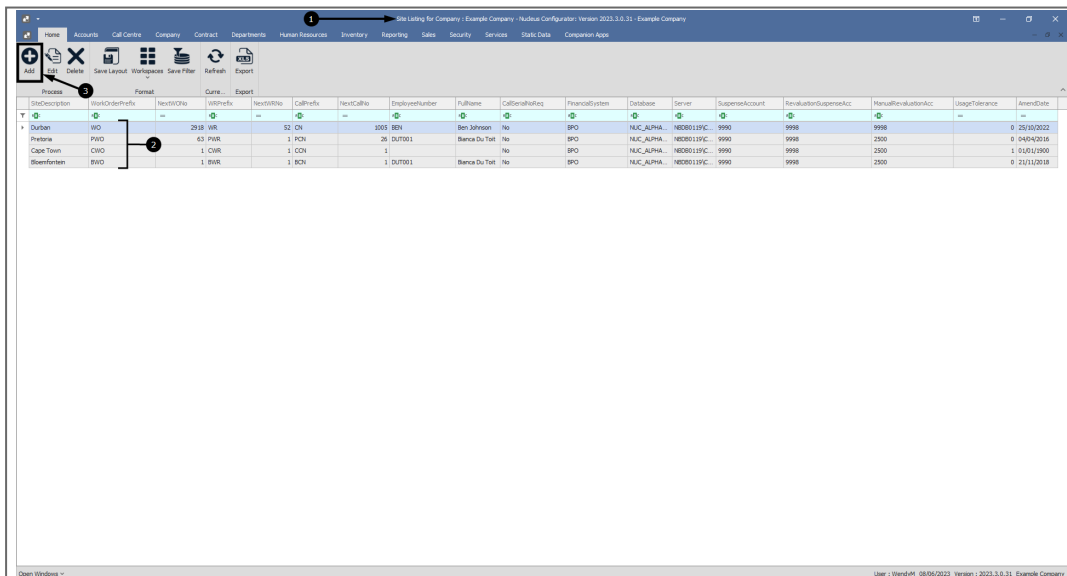 1
Site Listing for Company : Example Company - Nucleus Configurator: Version 2023.3.0.31 - Example Company
Home Accounts Call Centre Company Contract Departments Human Resources Inventory Reporting Sales Security Services Static Data Companion Apps
Add Edit Delete Save Layout Workspaces Save Filter Refresh Export
XLS
3
Process Format Curre... Export
SiteDescription WorkOrderPrefix NextWONo WRPrefix NextWRNo CallPrefix NextCallNo EmployeeNumber FullName CallSerialNoReq FinancialSystem Database Server SuspenseAccount RevaluationSuspenseAcc ManualRevaluationAcc UsageTolerance AmendDate
Durban WO 2918 WR 52 CN 1005 BEN Ben Johnson No BPO NUC_ALPHA... NBDB0119\C... 9990 9998 9998 0 25/10/2022
Pretoria PWO 63 PWR 1 PCN 26 DUT001 Bianca Du Toit No BPO NUC_ALPHA... NBDB0119\C... 9990 9998 2500 0 04/04/2016
2
Cape Town CWO 1 CWR 1 CCN 1 No BPO NUC_ALPHA... NBDB0119\C... 9990 9998 2500 1 01/01/1900
Bloemfontein BWO 1 BWR 1 BCN 1 DUT001 Bianca Du Toit No BPO NUC_ALPHA... NBDB0119\C... 9990 9998 2500 0 21/11/2018
Open Windows
User : WendyM 08/06/2023 Version : 2023.3.0.31 Example Company